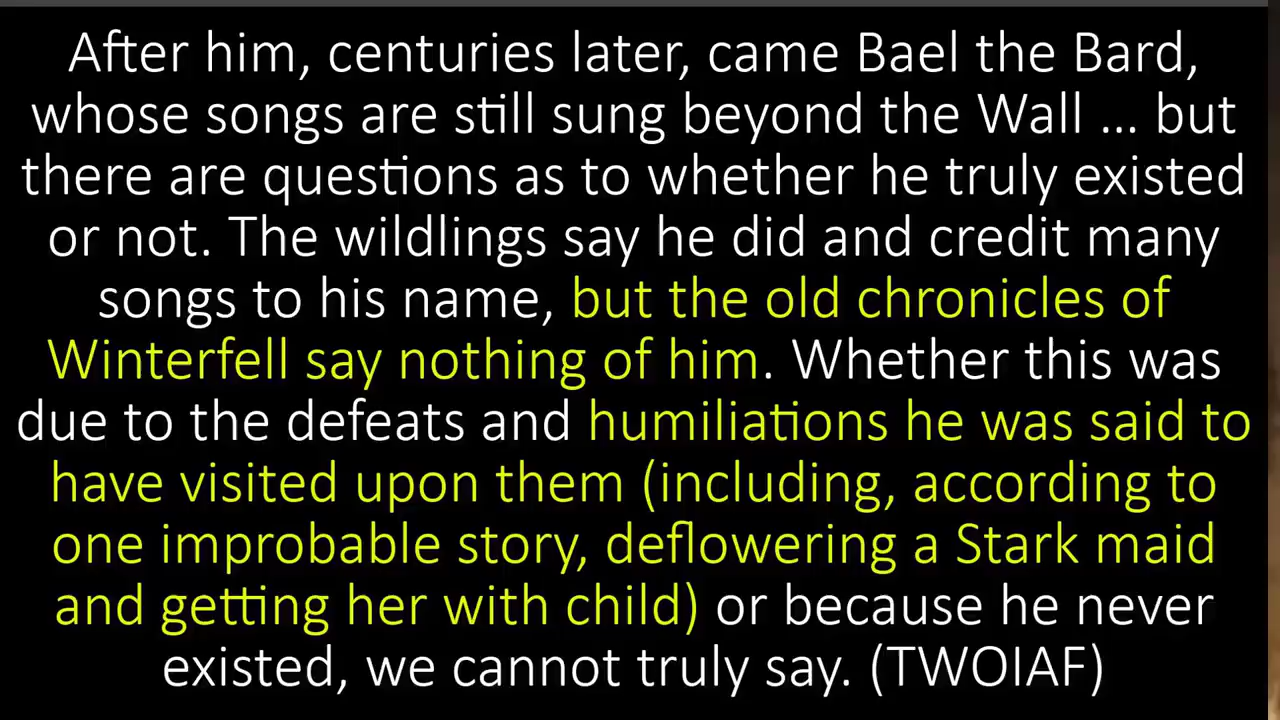 After him, centuries later, came Bael the Bard,
whose songs are still sung beyond the Wall ... but
there are questions as to whether he truly existed
or not. The wildlings say he did and credit many
songs to his name, but the old chronicles of
Winterfell say nothing of him. Whether this was
due to the defeats and humiliations he was said to
have visited upon them (including, according to
one improbable story, deflowering a Stark maid
and getting her with child) or because he never
existed, we cannot truly say. (TWOIAF)